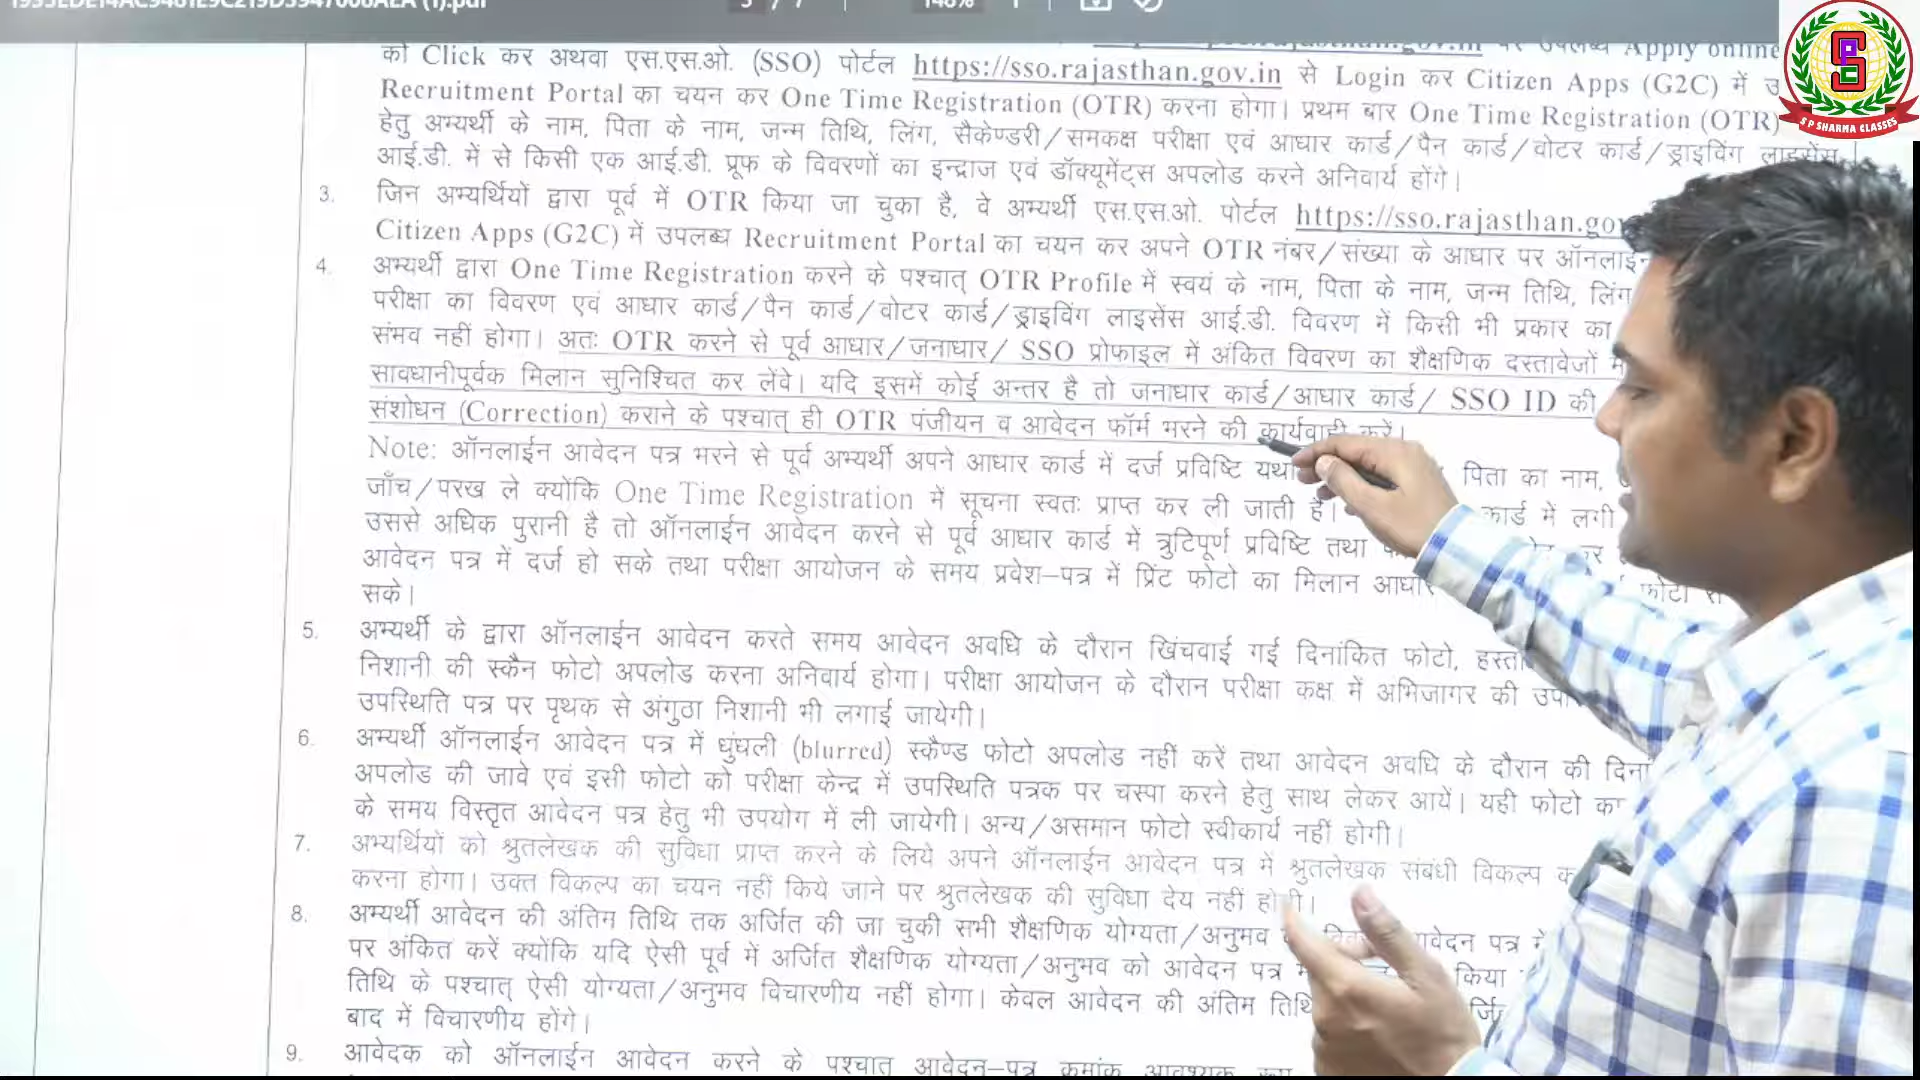 148%
को Click कर अथवा एस.एस.ओ. (SSO) पोर्टल https://sso.rajasthan.gov.in से Login कर Citizen Apps (G2C) में
पर उपलब्ध Apply online
Recruitment Portal का चयन कर One Time Registration (OTR) करना होगा। प्रथम बार One Time Registration (OTR)
हेतु अभ्यर्थी के नाम, पिता के नाम, जन्म तिथि, लिंग, सैकेण्डरी/समकक्ष परीक्षा एवं आधार कार्ड/पैन कार्ड/वोटर कार्ड/ड्राइविंग लाइसेंस
आई.डी. में से किसी एक आई.डी. प्रूफ के विवरणों का इन्द्राज एवं डॉक्यूमेंट्स अपलोड करने अनिवार्य होंगे।
3. जिन अभ्यर्थियों द्वारा पूर्व में OTR किया जा चुका है, वे अभ्यर्थी एस.एस.ओ. पोर्टल https://sso.rajasthan.gov
Citizen Apps (G2C) में उपलब्ध Recruitment Portal का चयन कर अपने OTR नंबर/संख्या के आधार पर ऑनलाईन
4. अभ्यर्थी द्वारा One Time Registration करने के पश्चात् OTR Profile में स्वयं के नाम, पिता के नाम, जन्म तिथि, लिंग
परीक्षा का विवरण एवं आधार कार्ड/पैन कार्ड/वोटर कार्ड/ड्राइविंग लाइसेंस आई.डी. विवरण में किसी भी प्रकार का
संभव नहीं होगा। अतः OTR करने से पूर्व आधार/जनाधार/ SSO प्रोफाइल में अंकित विवरण का शैक्षणिक दस्तावेजों
सावधानीपूर्वक मिलान सुनिश्चित कर लेंवे। यदि इसमें कोई अन्तर है तो जनाधार कार्ड/आधार कार्ड/ SSO ID की
संशोधन (Correction) कराने के पश्चात् ही OTR पंजीयन व आवेदन फॉर्म भरने की कार्यवाही करें।
Note: ऑनलाईन आवेदन पत्र भरने से पूर्व अभ्यर्थी अपने आधार कार्ड में दर्ज प्रविष्टि यथा पिता का नाम,
जाँच/परख ले क्योंकि One Time Registration में सूचना स्वतः प्राप्त कर ली जाती है। कार्ड में लगी
उससे अधिक पुरानी है तो ऑनलाईन आवेदन करने से पूर्व आधार कार्ड में त्रुटिपूर्ण प्रविष्टि तथा
आवेदन पत्र में दर्ज हो सके तथा परीक्षा आयोजन के समय प्रवेश–पत्र में प्रिंट फोटो का मिलान आधार फोटो
सके।
5. अभ्यर्थी के द्वारा ऑनलाईन आवेदन करते समय आवेदन अवधि के दौरान खिंचवाई गई दिनांकित फोटो,
निशानी की स्कैन फोटो अपलोड करना अनिवार्य होगा। परीक्षा आयोजन के दौरान परीक्षा कक्ष में अभिजागर की
उपस्थिति पत्र पर पृथक से अंगुठा निशानी भी लगाई जायेगी।
6. अभ्यर्थी ऑनलाईन आवेदन पत्र में धुंधली (blurred) स्कैण्ड फोटो अपलोड नहीं करें तथा आवेदन अवधि के दौरान की
अपलोड की जावे एवं इसी फोटो को परीक्षा केन्द्र में उपस्थिति पत्रक पर चस्पा करने हेतु साथ लेकर आयें। यही फोटो का
के समय विस्तृत आवेदन पत्र हेतु भी उपयोग में ली जायेगी। अन्य/असमान फोटो स्वीकार्य नहीं होगी।
7. अभ्यर्थियों को श्रुतलेखक की सुविधा प्राप्त करने के लिये अपने ऑनलाईन आवेदन पत्र में श्रुतलेखक संबंधी विकल्प
करना होगा। उक्त विकल्प का चयन नहीं किये जाने पर श्रुतलेखक की सुविधा देय नहीं होगी।
8. अभ्यर्थी आवेदन की अंतिम तिथि तक अर्जित की जा चुकी सभी शैक्षणिक योग्यता/अनुभव
पर अंकित करें क्योंकि यदि ऐसी पूर्व में अर्जित शैक्षणिक योग्यता/अनुभव को आवेदन पत्र किया
तिथि के पश्चात् ऐसी योग्यता/अनुभव विचारणीय नहीं होगा। केवल आवेदन की अंतिम
बाद में विचारणीय होंगे।
9. आवेदक को ऑनलाईन आवेदन करने के पश्चात आवेदन–पत्र क्रमांक
S P SHARMA CLASSES